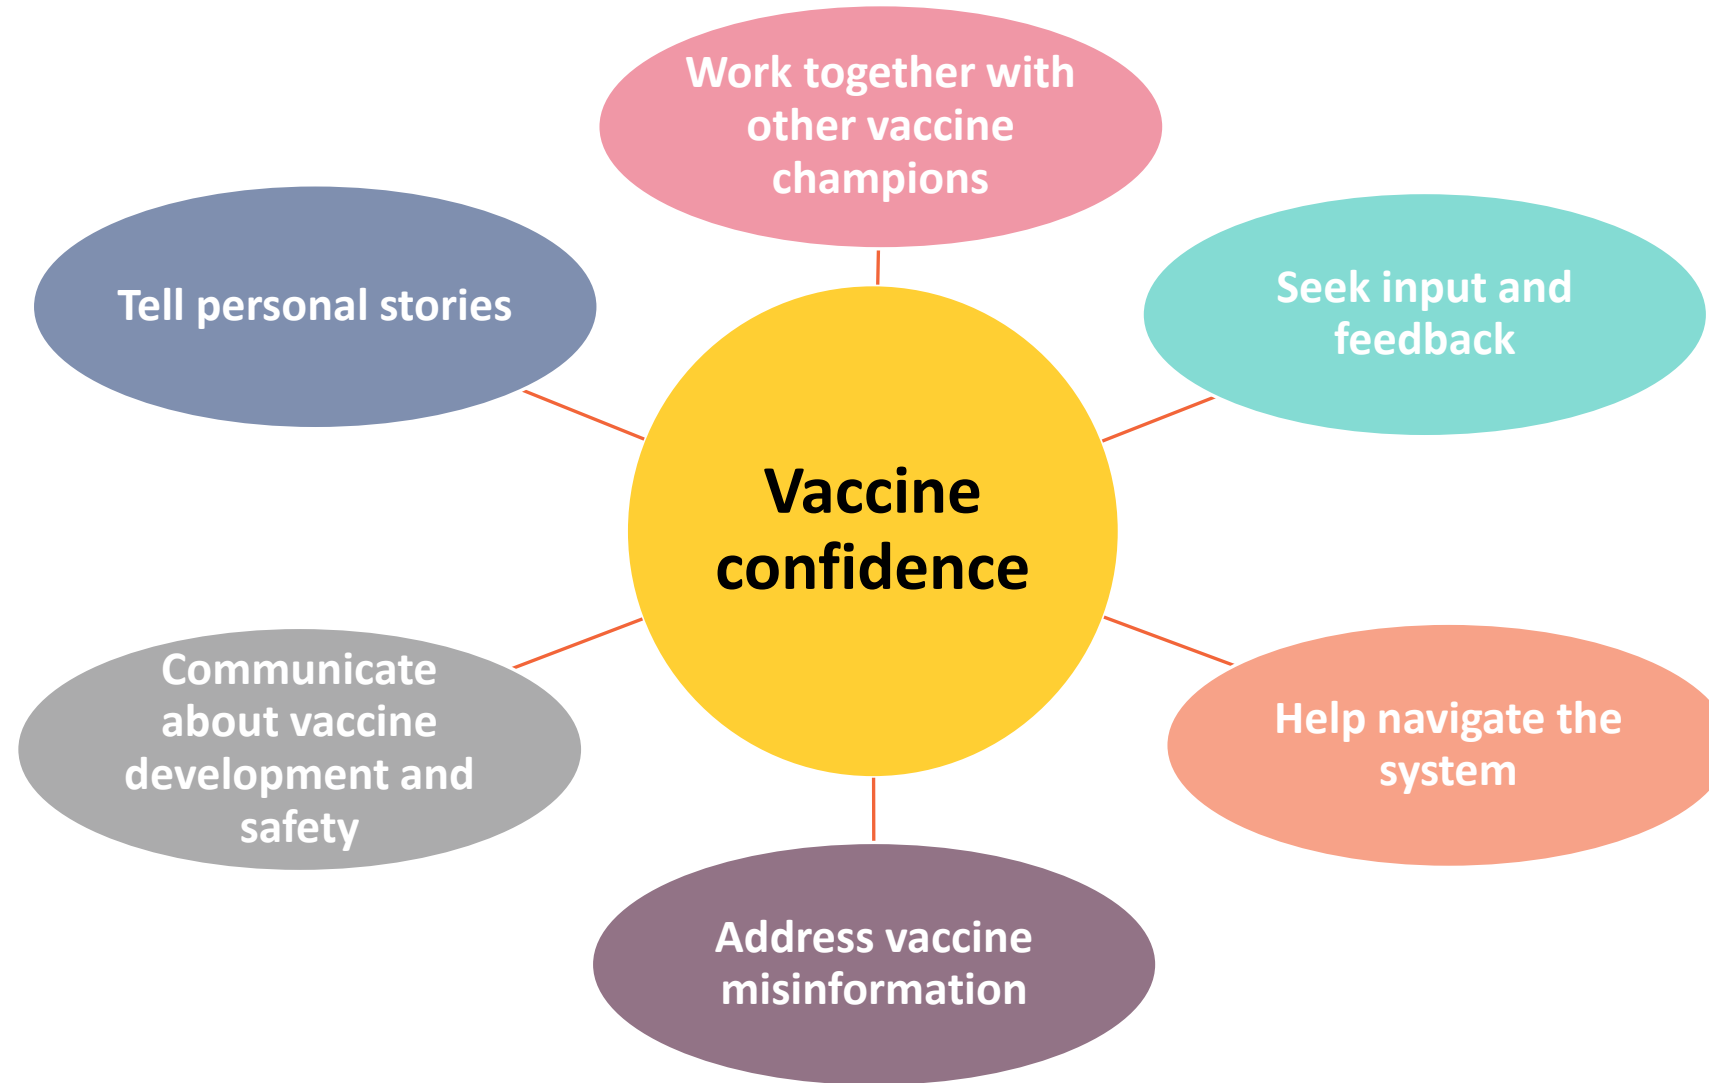 Work together with
other vaccine
champions
Tell personal stories
Seek input and
feedback
Vaccine
confidence
Communicate
about vaccine
development and
safety
Help navigate the
system
Address vaccine
misinformation